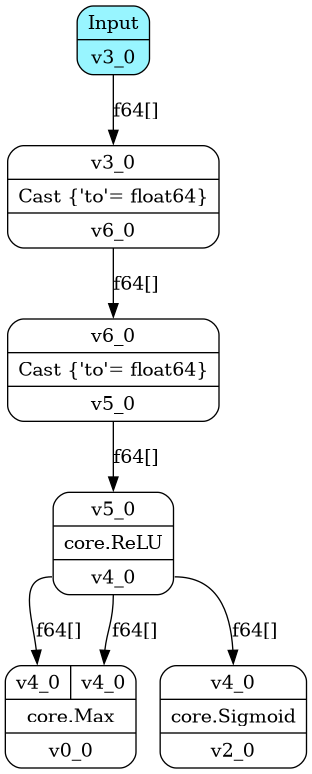 Input
v3_0
f64[]
v3_0
Cast {'to'= float64}
v6_0
f64[]
v6_0
Cast {'to'= float64}
v5_0
f64[]
v5_0
core.ReLU
v4_0
f64[] f64[] f64[]
v4_0 v4_0 v4_0
core.Max core.Sigmoid
v0_0 v2_0